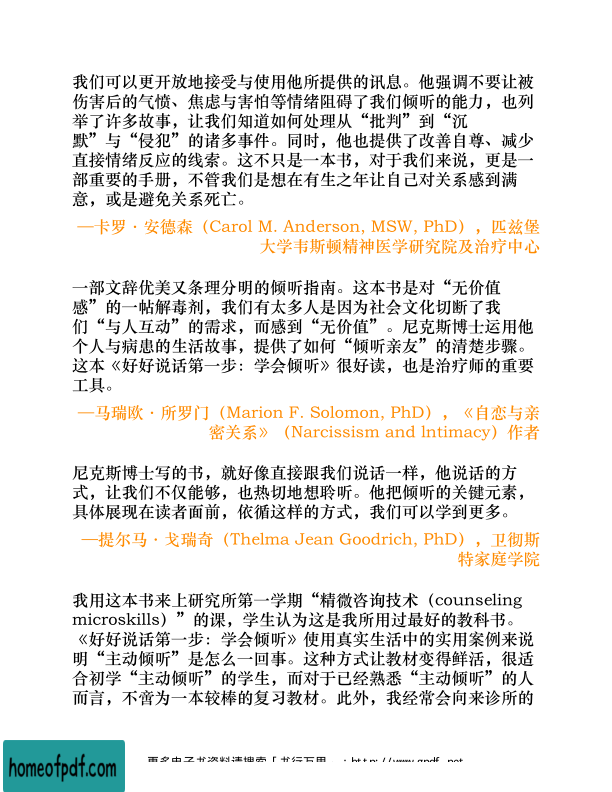 我们可以更开放地接受与使用他所提供的讯息。他强调不要让被
伤害后的气愤、焦虑与害怕等情绪阻碍了我们倾听的能力，也列
举了许多故事，让我们知道如何处理从“批判”到“沉
默”与“侵犯”的诸多事件。同时，他也提供了改善自尊、减少
直接情绪反应的线索。这不只是一本书，对于我们来说，更是一
部重要的手册，不管我们是想在有生之年让自己对关系感到满
意，或是避免关系死亡。
—卡罗·安德森（Carol M. Anderson, MSW, PhD），匹兹堡
大学韦斯顿精神医学研究院及治疗中心
一部文辞优美又条理分明的倾听指南。这本书是对“无价值
感”的一帖解毒剂，我们有太多人是因为社会文化切断了我
们“与人互动”的需求，而感到“无价值”。尼克斯博士运用他
个人与病患的生活故事，提供了如何“倾听亲友”的清楚步骤。
这本《好好说话第一步：学会倾听》很好读，也是治疗师的重要
工具。
—马瑞欧·所罗门（Marion F. Solomon, PhD），《自恋与亲
密关系》（Narcissism and lntimacy）作者
尼克斯博士写的书，就好像直接跟我们说话一样，他说话的方
式，让我们不仅能够，也热切地想聆听。他把倾听的关键元素，
具体展现在读者面前，依循这样的方式，我们可以学到更多。
—提尔马·戈瑞奇（Thelma Jean Goodrich, PhD），卫彻斯
特家庭学院
我用这本书来上研究所第一学期“精微咨询技术（counseling
microskills）”的课，学生认为这是我所用过最好的教科书。
《好好说话第一步：学会倾听》使用真实生活中的实用案例来说
明“主动倾听”是怎么一回事。这种方式让教材变得鲜活，很适
合初学“主动倾听”的学生，而对于已经熟悉“主动倾听”的人
而言，不啻为一本较棒的复习教材。此外，我经常会向来诊所的
homeofpdf.com